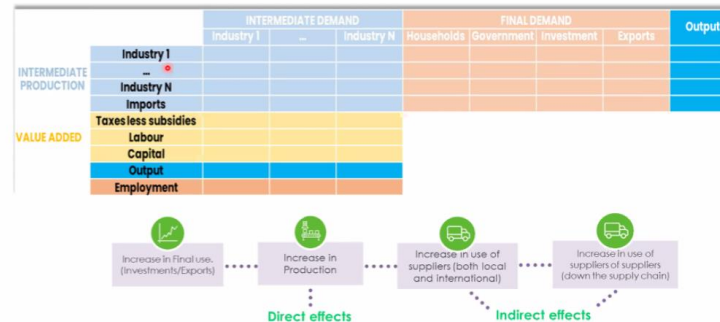 INTERMEDIATE DEMAND FINAL DEMAND Output
Industry 1 ... Industry N Households Government Investment Exports
Industry 1
...
INTERMEDIATE
PRODUCTION
Industry N
Imports
Taxes less subsidies
VALUE ADDED
Labour
Capital
Output
Employment
Increase in Final use.
(Investments/Exports)
Increase in
Production
Increase in use of
suppliers (both local
and international)
Increase in use of
suppliers of suppliers
(down the supply chain)
Direct effects
Indirect effects